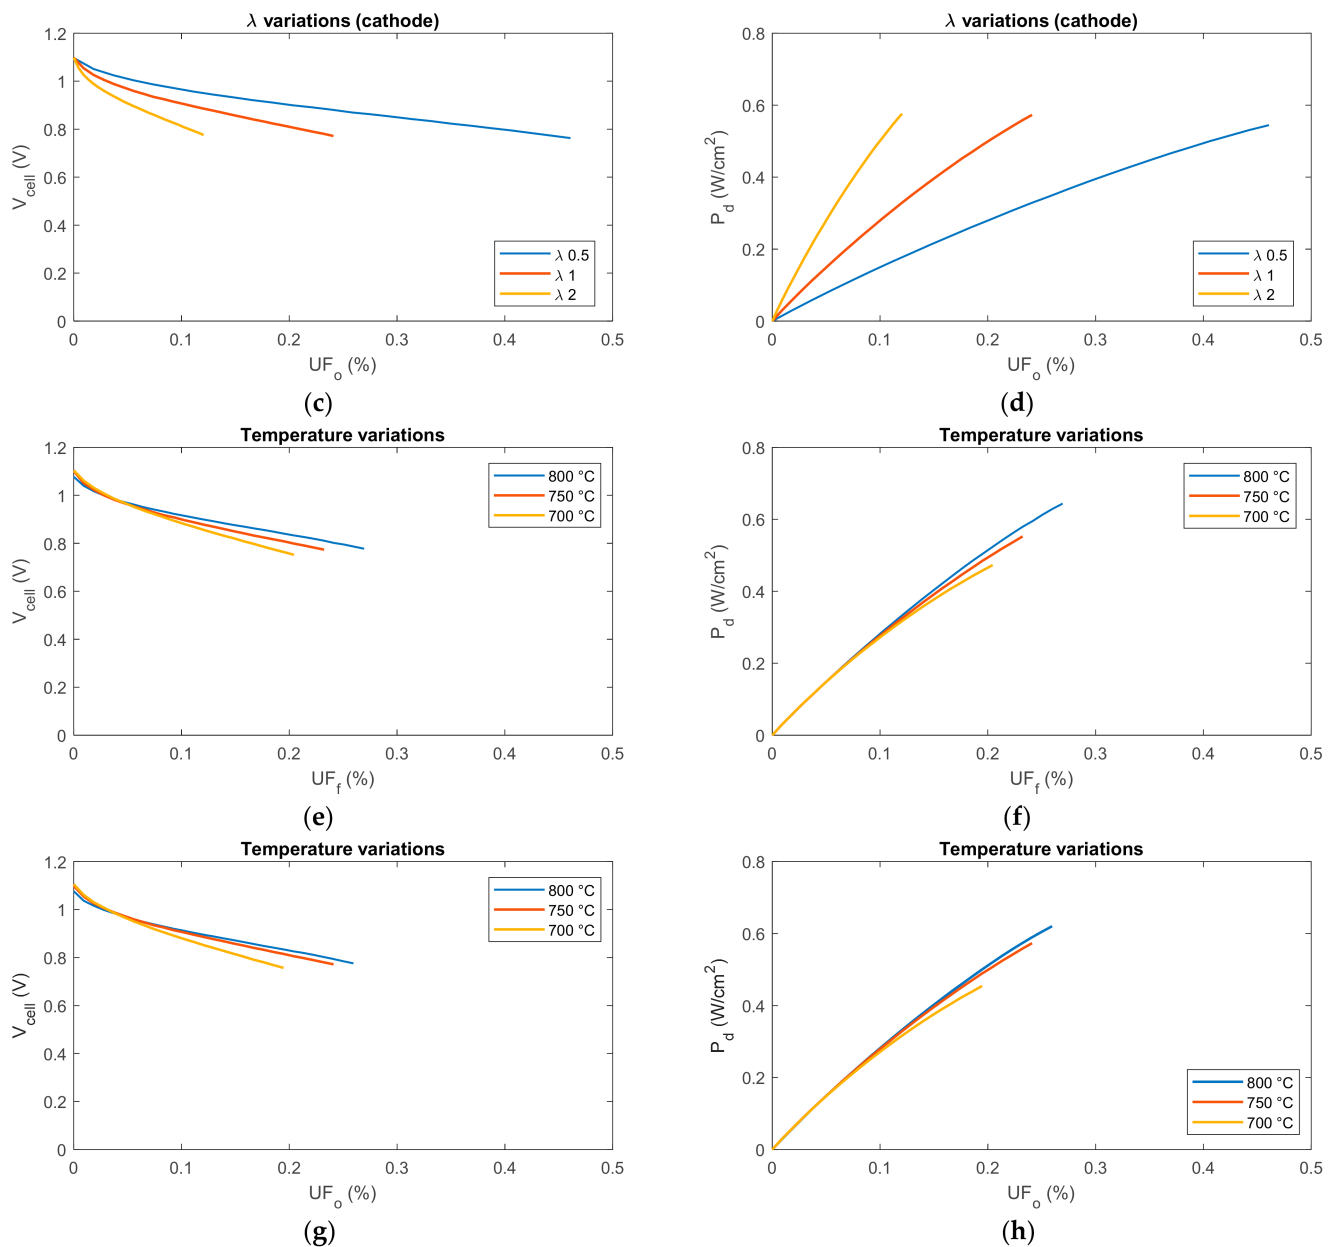 λ variations (cathode)
1.2
1
0.8
0.6
0.4
0.2
0
V_cell (V)
0 0.1 0.2 0.3 0.4 0.5
UF_o (%)
λ 0.5
λ 1
λ 2
(c)
λ variations (cathode)
0.8
0.6
0.4
0.2
0
P_d (W/cm^2)
0 0.1 0.2 0.3 0.4 0.5
UF_o (%)
λ 0.5
λ 1
λ 2
(d)
Temperature variations
1.2
1
0.8
0.6
0.4
0.2
0
V_cell (V)
0 0.1 0.2 0.3 0.4 0.5
UF_f (%)
800 °C
750 °C
700 °C
(e)
Temperature variations
0.8
0.6
0.4
0.2
0
P_d (W/cm^2)
0 0.1 0.2 0.3 0.4 0.5
UF_f (%)
800 °C
750 °C
700 °C
(f)
Temperature variations
1.2
1
0.8
0.6
0.4
0.2
0
V_cell (V)
0 0.1 0.2 0.3 0.4 0.5
UF_o (%)
800 °C
750 °C
700 °C
(g)
Temperature variations
0.8
0.6
0.4
0.2
0
P_d (W/cm^2)
0 0.1 0.2 0.3 0.4 0.5
UF_o (%)
800 °C
750 °C
700 °C
(h)